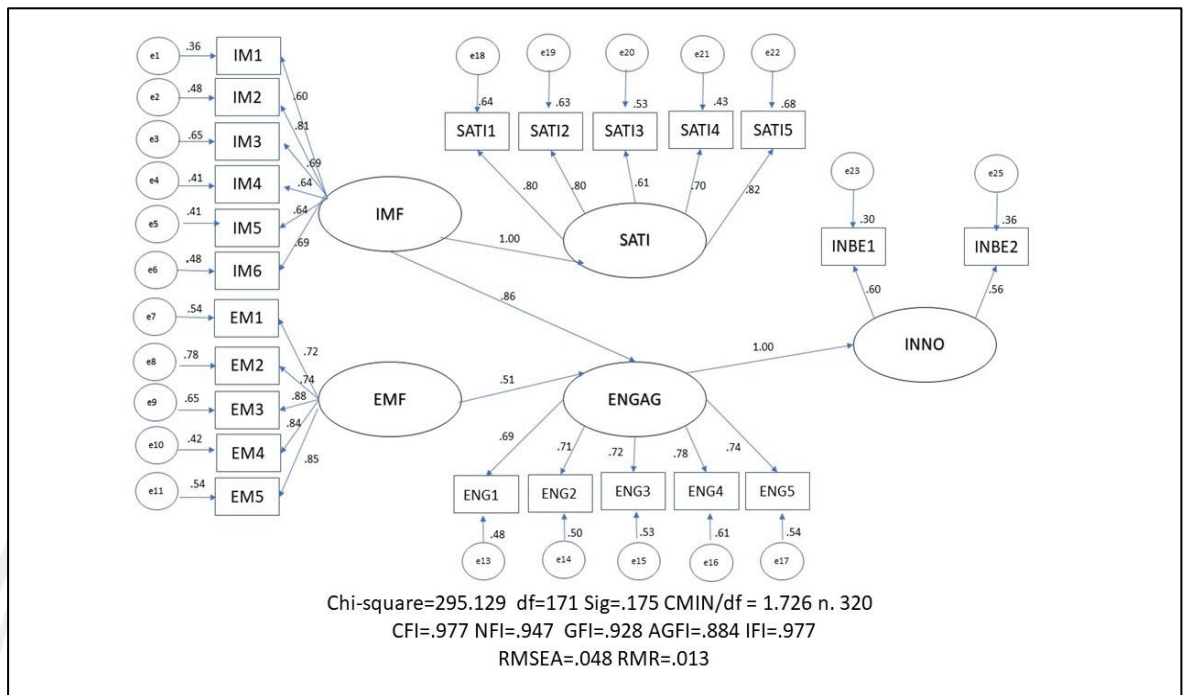 e1 .36 IM1
e2 .48 IM2
e3 .65 IM3
e4 .41 IM4
e5 .41 IM5
e6 .48 IM6
e7 .54 EM1
e8 .78 EM2
e9 .65 EM3
e10 .42 EM4
e11 .54 EM5
.60
.81
.69
.64
.64
.69
IMF
.72
.74
.88
.84
.85
EMF
1.00
.86
.51
e18 e19 e20 e21 e22
.64 .63 .53 .43 .68
SATI1 SATI2 SATI3 SATI4 SATI5
.80 .80 .61 .70 .82
SATI
e23 e25
.30 .36
INBE1 INBE2
.60 .56
INNO
1.00
ENGAG
.69 .71 .72 .78 .74
ENG1 ENG2 ENG3 ENG4 ENG5
.48 .50 .53 .61 .54
e13 e14 e15 e16 e17
Chi-square=295.129 df=171 Sig=.175 CMIN/df = 1.726 n. 320
CFI=.977 NFI=.947 GFI=.928 AGFI=.884 IFI=.977
RMSEA=.048 RMR=.013